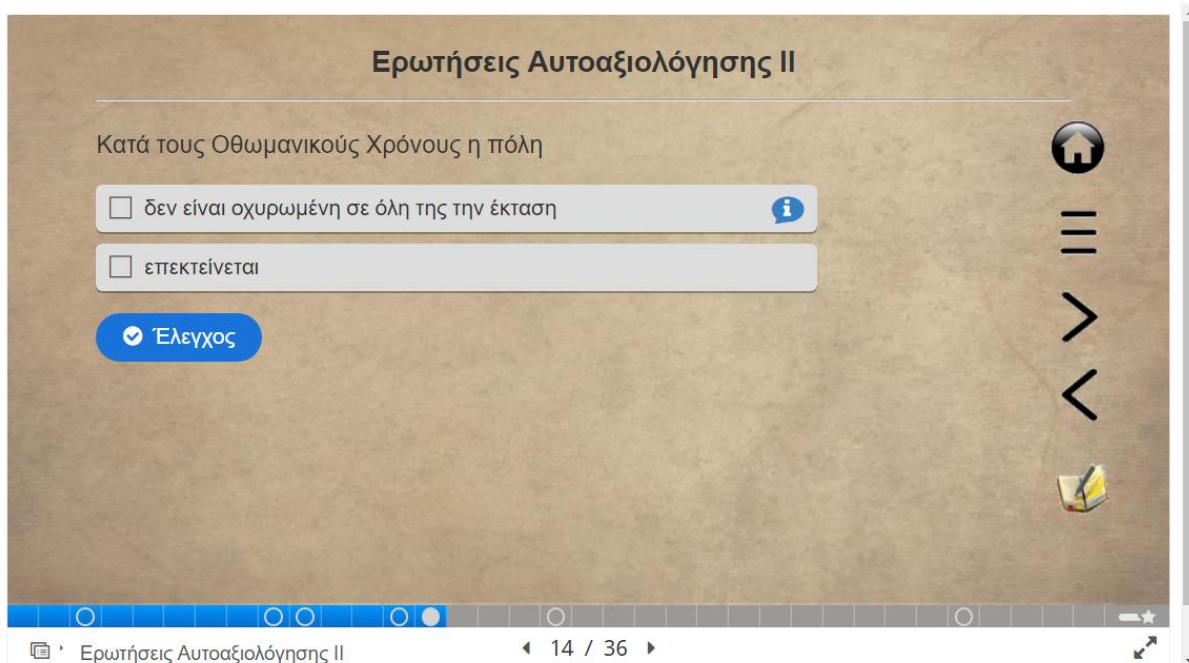 Ερωτήσεις Αυτοαξιολόγησης ΙΙ
Κατά τους Οθωμανικούς Χρόνους η πόλη
δεν είναι οχυρωμένη σε όλη της την έκταση
επεκτείνεται
Έλεγχος
Ερωτήσεις Αυτοαξιολόγησης ΙΙ
14 / 36